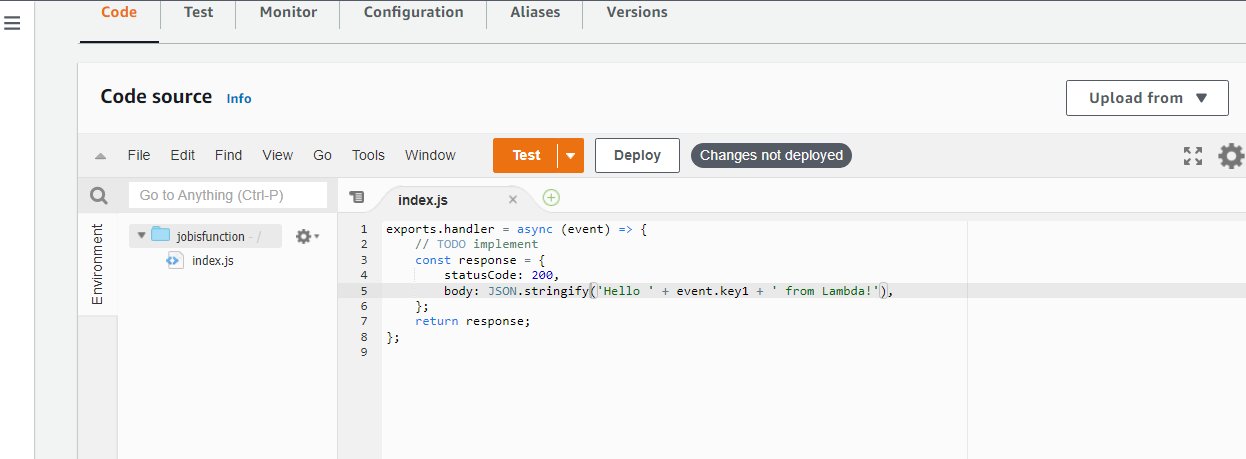 Code Test Monitor Configuration Aliases Versions
Code source Info
Upload from
File Edit Find View Go Tools Window Test Deploy Changes not deployed
Go to Anything (Ctrl-P)
index.js
Environment
jobisfunction - /
index.js
1 exports.handler = async (event) => {
2 // TODO implement
3 const response = {
4 statusCode: 200,
5 body: JSON.stringify('Hello ' + event.key1 + ' from Lambda!'),
6 };
7 return response;
8 };
9